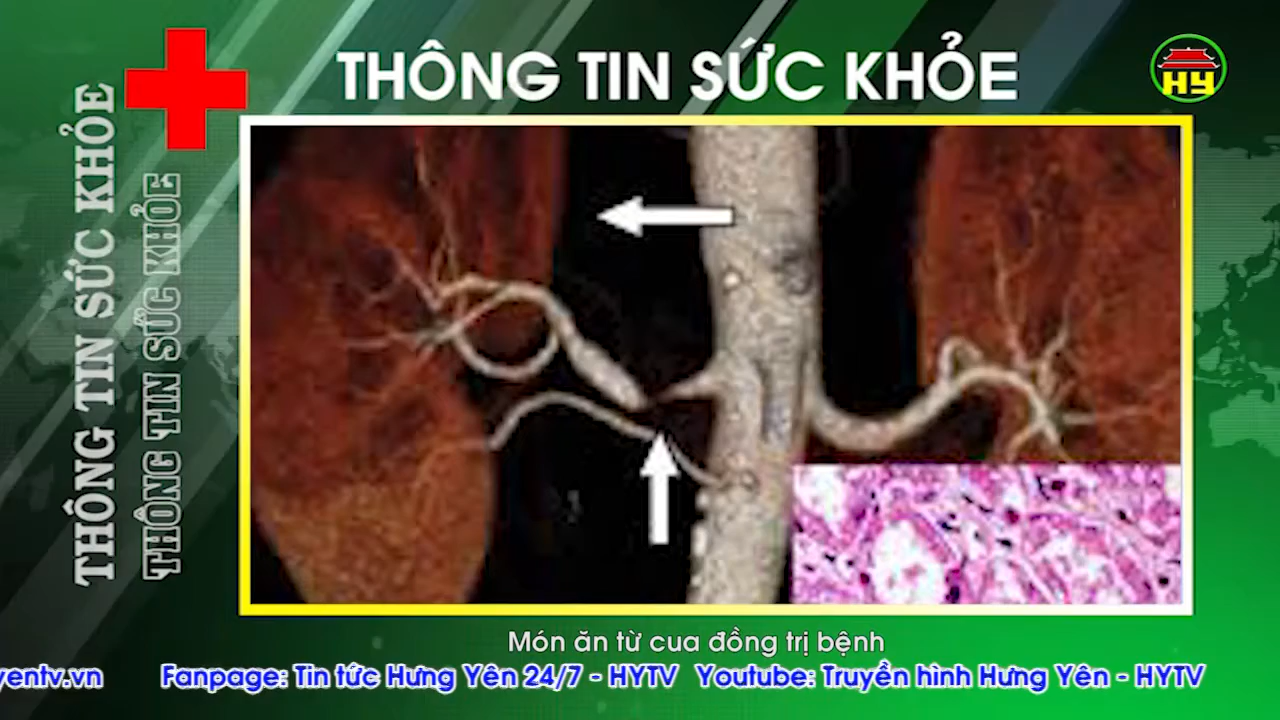 THÔNG TIN SỨC KHỎE
HY
THÔNG TIN SỨC KHỎE
THÔNG TIN SỨC KHỎE
Món ăn từ cua đồng trị bệnh
yentv.vn Fanpage: Tin tức Hưng Yên 24/7 - HYTV Youtube: Truyền hình Hưng Yên - HYTV